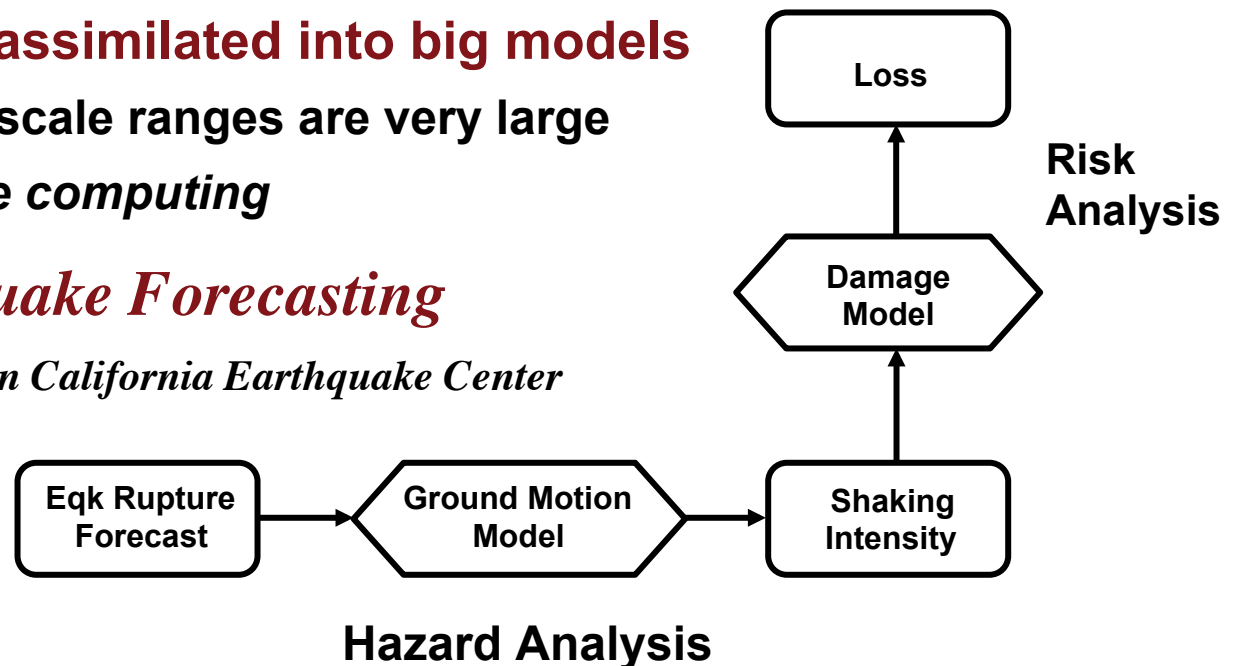 assimilated into big models
scale ranges are very large
e computing
uake Forecasting
n California Earthquake Center
Loss
Risk
Analysis
Damage
Model
Eqk Rupture
Forecast
Ground Motion
Model
Shaking
Intensity
Hazard Analysis